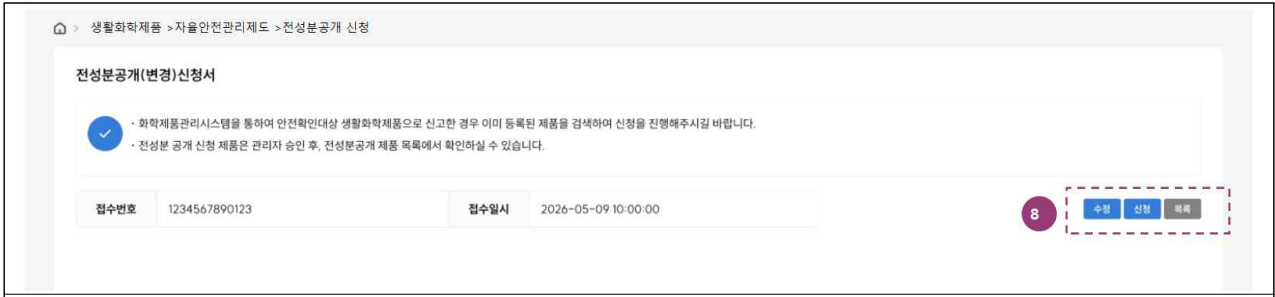 > 생활화학제품 >자율안전관리제도 >전성분공개 신청
전성분공개(변경)신청서
· 화학제품관리시스템을 통하여 안전확인대상 생활화학제품으로 신고한 경우 이미 등록된 제품을 검색하여 신청을 진행해주시길 바랍니다.
· 전성분 공개 신청 제품은 관리자 승인 후, 전성분공개 제품 목록에서 확인하실 수 있습니다.
접수번호 1234567890123 접수일시 2026-05-09 10:00:00 8 수정 신청 목록